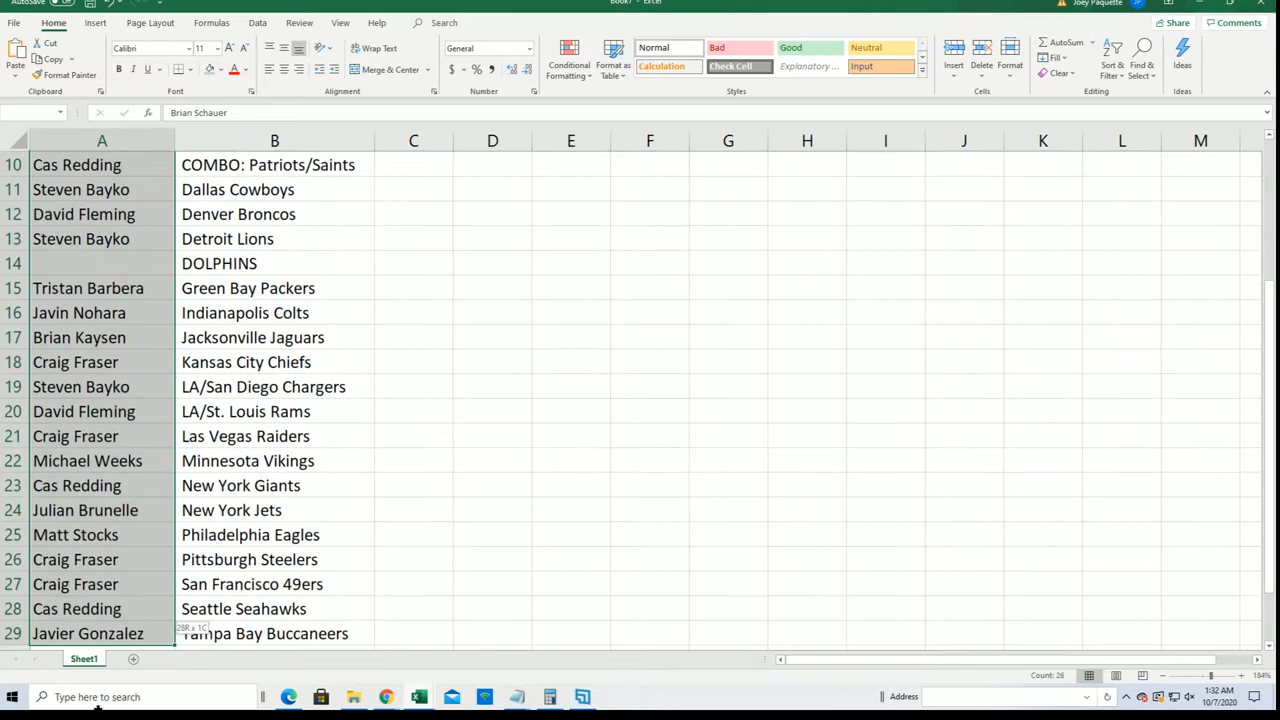 AutoSave Off Book7 - Excel Joey Paquette
File Home Insert Page Layout Formulas Data Review View Help Search Share Comments
Paste Cut Copy Format Painter Clipboard
Calibri 11 A A B I U A Font
Wrap Text Merge & Center Alignment
General $ % , Number
Conditional Formatting Format as Table
Normal Bad Good Neutral
Calculation Check Cell Explanatory ... Input
Styles
Insert Delete Format Cells
AutoSum Fill Clear Sort & Filter Find & Select Editing
Ideas Ideas
fx Brian Schauer
A B C D E F G H I J K L M
10 Cas Redding COMBO: Patriots/Saints
11 Steven Bayko Dallas Cowboys
12 David Fleming Denver Broncos
13 Steven Bayko Detroit Lions
14 DOLPHINS
15 Tristan Barbera Green Bay Packers
16 Javin Nohara Indianapolis Colts
17 Brian Kaysen Jacksonville Jaguars
18 Craig Fraser Kansas City Chiefs
19 Steven Bayko LA/San Diego Chargers
20 David Fleming LA/St. Louis Rams
21 Craig Fraser Las Vegas Raiders
22 Michael Weeks Minnesota Vikings
23 Cas Redding New York Giants
24 Julian Brunelle New York Jets
25 Matt Stocks Philadelphia Eagles
26 Craig Fraser Pittsburgh Steelers
27 Craig Fraser San Francisco 49ers
28 Cas Redding Seattle Seahawks
28R x 1C
29 Javier Gonzalez Tampa Bay Buccaneers
Sheet1
Count: 26 184%
Type here to search Address 1:32 AM
10/7/2020